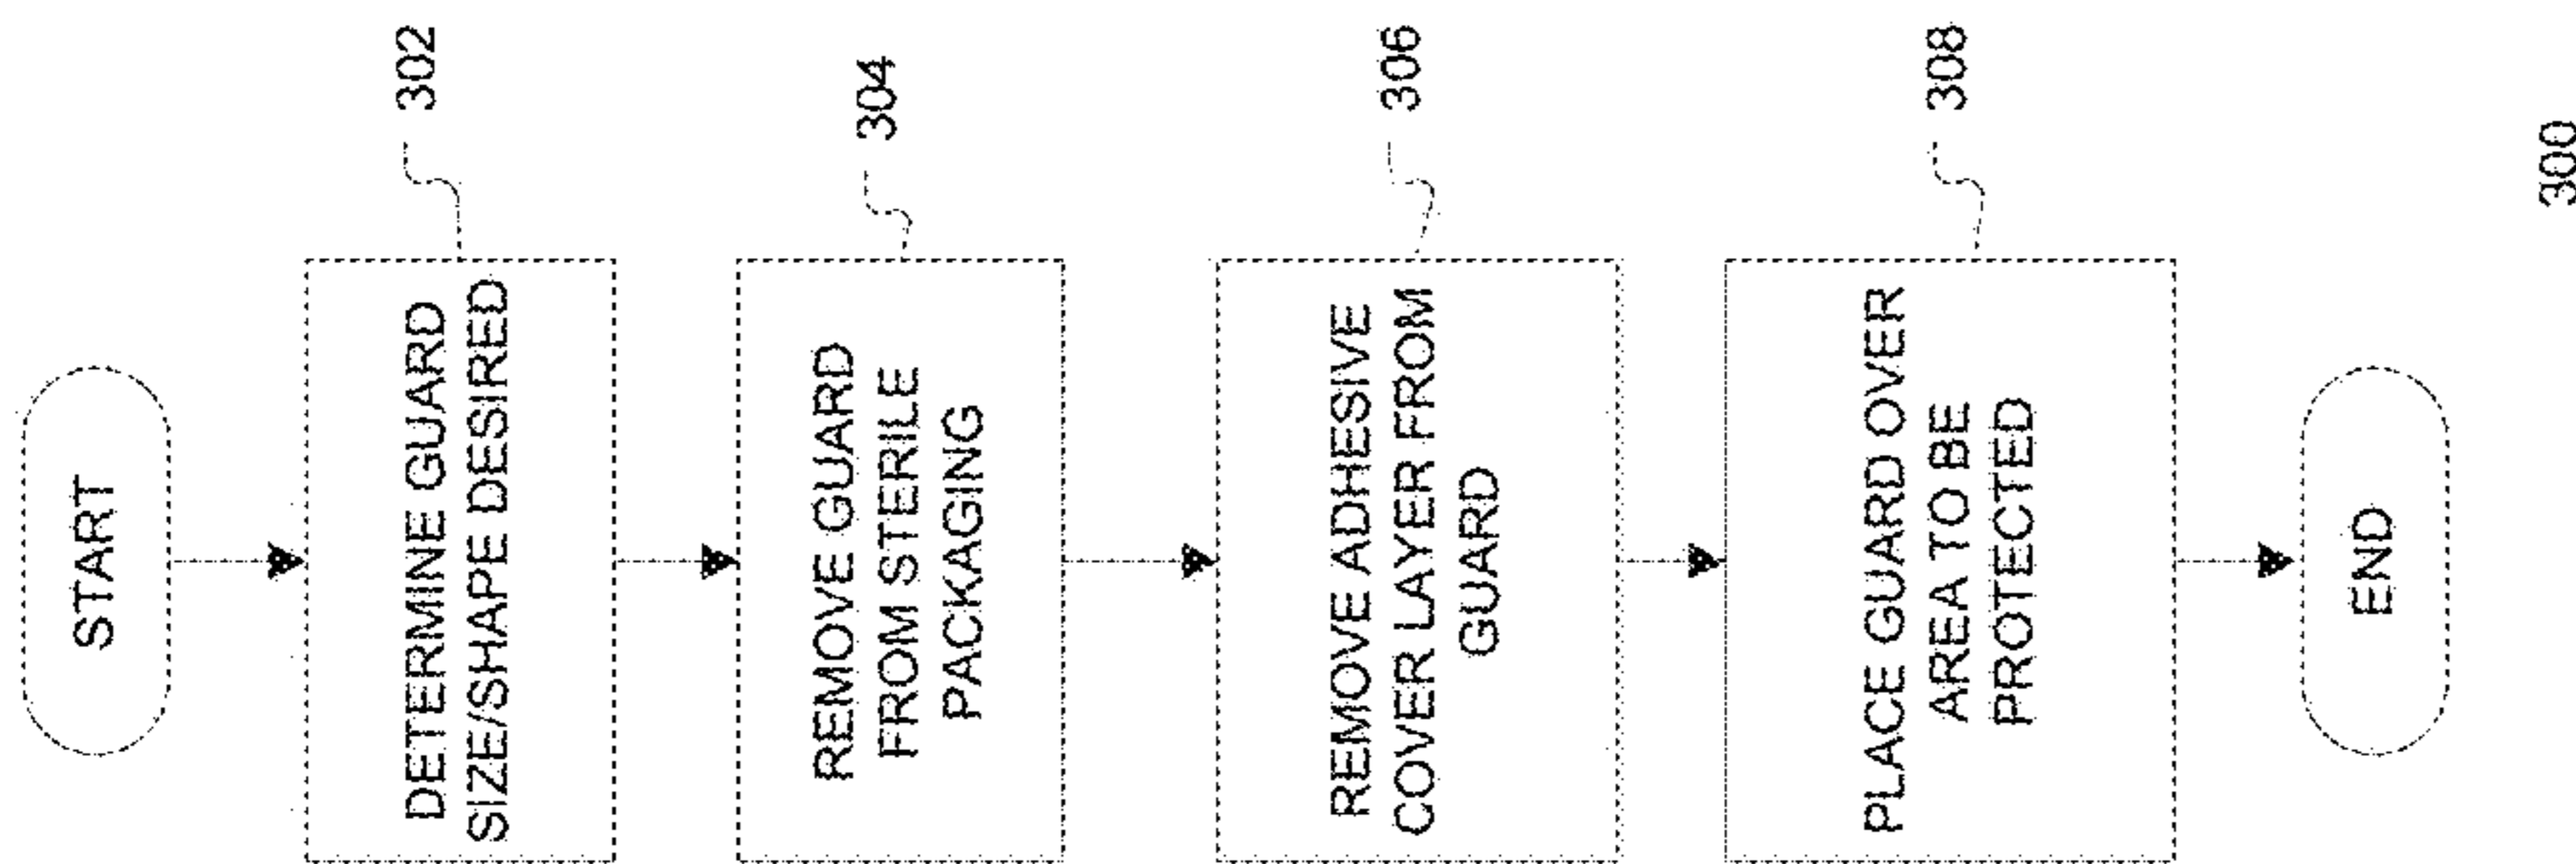 START
DETERMINE GUARD
SIZE/SHAPE DESIRED
302
REMOVE GUARD
FROM STERILE
PACKAGING
304
REMOVE ADHESIVE
COVER LAYER FROM
GUARD
306
PLACE GUARD OVER
AREA TO BE
PROTECTED
308
END
300